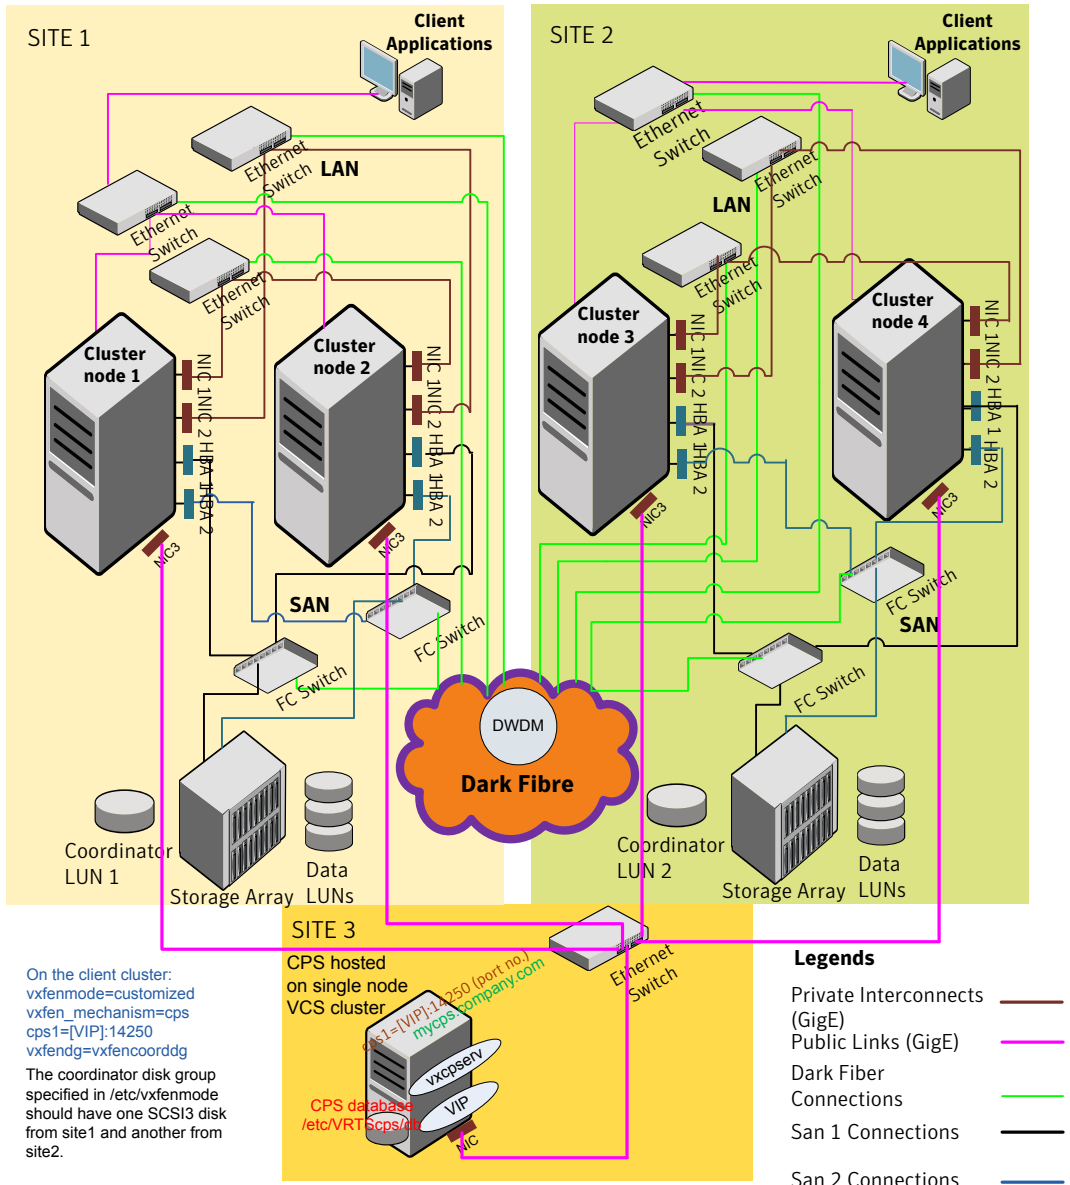 SITE 1
Client
Applications
Ethernet
Switch
LAN
Ethernet
Switch
Ethernet
Switch
Cluster
node 1
NIC 1
NIC 2
HBA 1
HBA 2
NIC3
Cluster
node 2
NIC 1
NIC 2
HBA 1
HBA 2
NIC3
SAN
FC Switch
FC Switch
Coordinator
LUN 1
Storage Array
Data
LUNs
SITE 2
Client
Applications
Ethernet
Switch
Ethernet
Switch
LAN
Ethernet
Switch
Cluster
node 3
NIC 1
NIC 2
HBA 1
HBA 2
NIC3
Cluster
node 4
NIC 1
NIC 2
HBA 1
HBA 2
NIC3
FC Switch
SAN
FC Switch
Coordinator
LUN 2
Storage Array
Data
LUNs
DWDM
Dark Fibre
SITE 3
CPS hosted
on single node
VCS cluster
cps1=[VIP]:14250 (port no.)
mycps.company.com
Ethernet
Switch
vxcpserv
VIP
CPS database
/etc/VRTScps/db
NIC
On the client cluster:
vxfenmode=customized
vxfen_mechanism=cps
cps1=[VIP]:14250
vxfendg=vxfencoorddg
The coordinator disk group
specified in /etc/vxfenmode
should have one SCSI3 disk
from site1 and another from
site2.
Legends
Private Interconnects
(GigE)
Public Links (GigE)
Dark Fiber
Connections
San 1 Connections
San 2 Connections